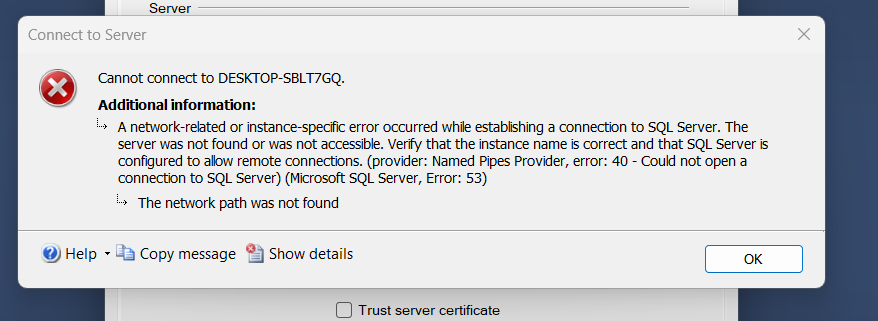 Server
Connect to Server
Cannot connect to DESKTOP-SBLT7GQ.
Additional information:
A network-related or instance-specific error occurred while establishing a connection to SQL Server. The
server was not found or was not accessible. Verify that the instance name is correct and that SQL Server is
configured to allow remote connections. (provider: Named Pipes Provider, error: 40 - Could not open a
connection to SQL Server) (Microsoft SQL Server, Error: 53)
The network path was not found
Help
Copy message
Show details
OK
Trust server certificate